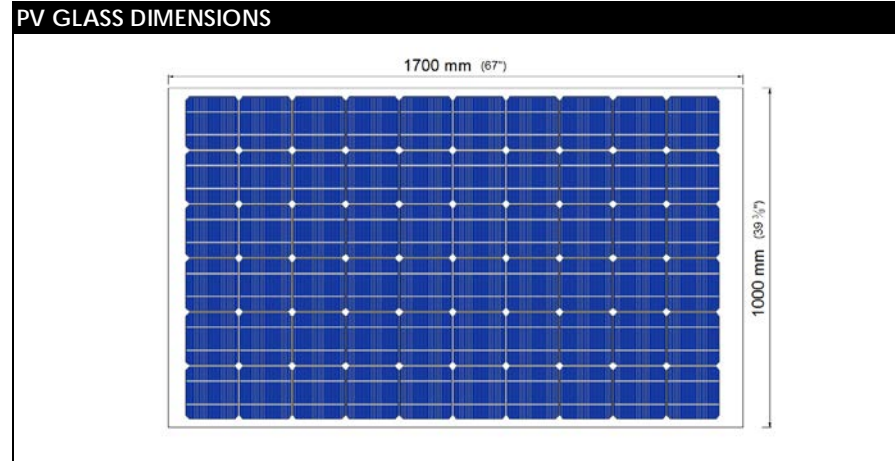 PV GLASS DIMENSIONS
1700 mm (67")
1000 mm (39 ⅜")